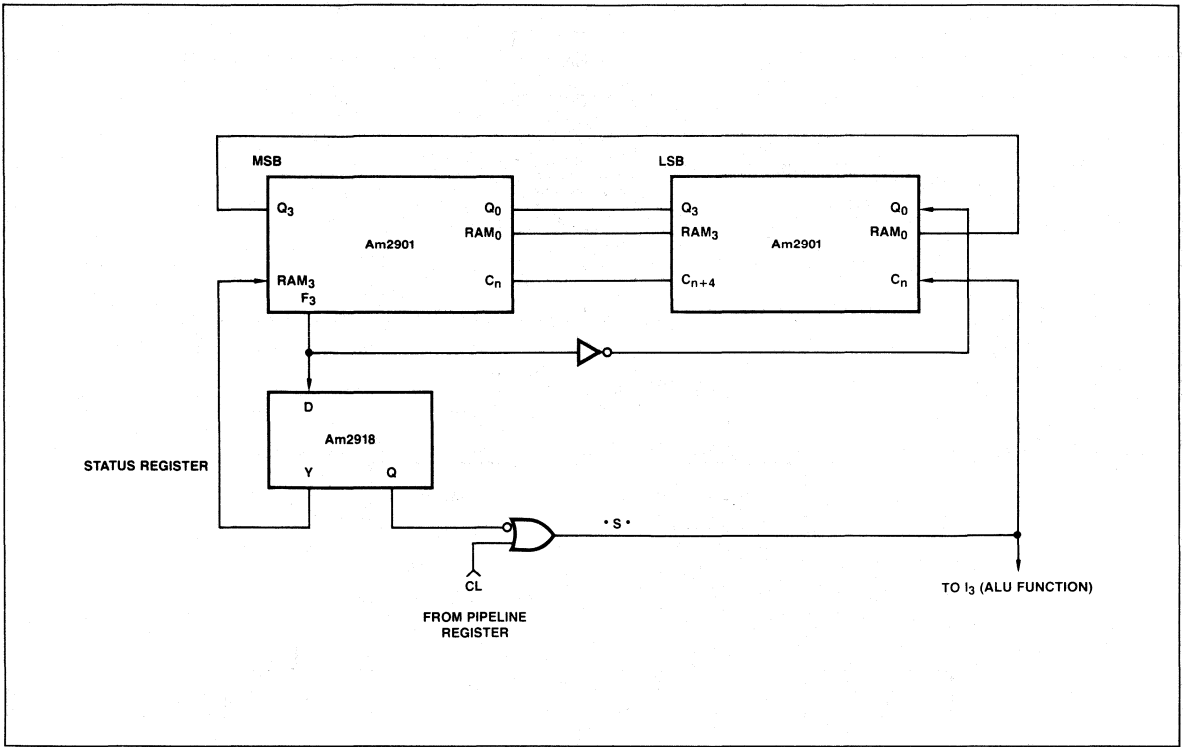 MSB
LSB
Q3
Q0
RAM0
Am2901
RAM3
F3
Cn
Q3
RAM3
Am2901
Cn+4
Q0
RAM0
Cn
D
Am2918
Y
Q
STATUS REGISTER
• S •
CL
FROM PIPELINE
REGISTER
TO I3 (ALU FUNCTION)